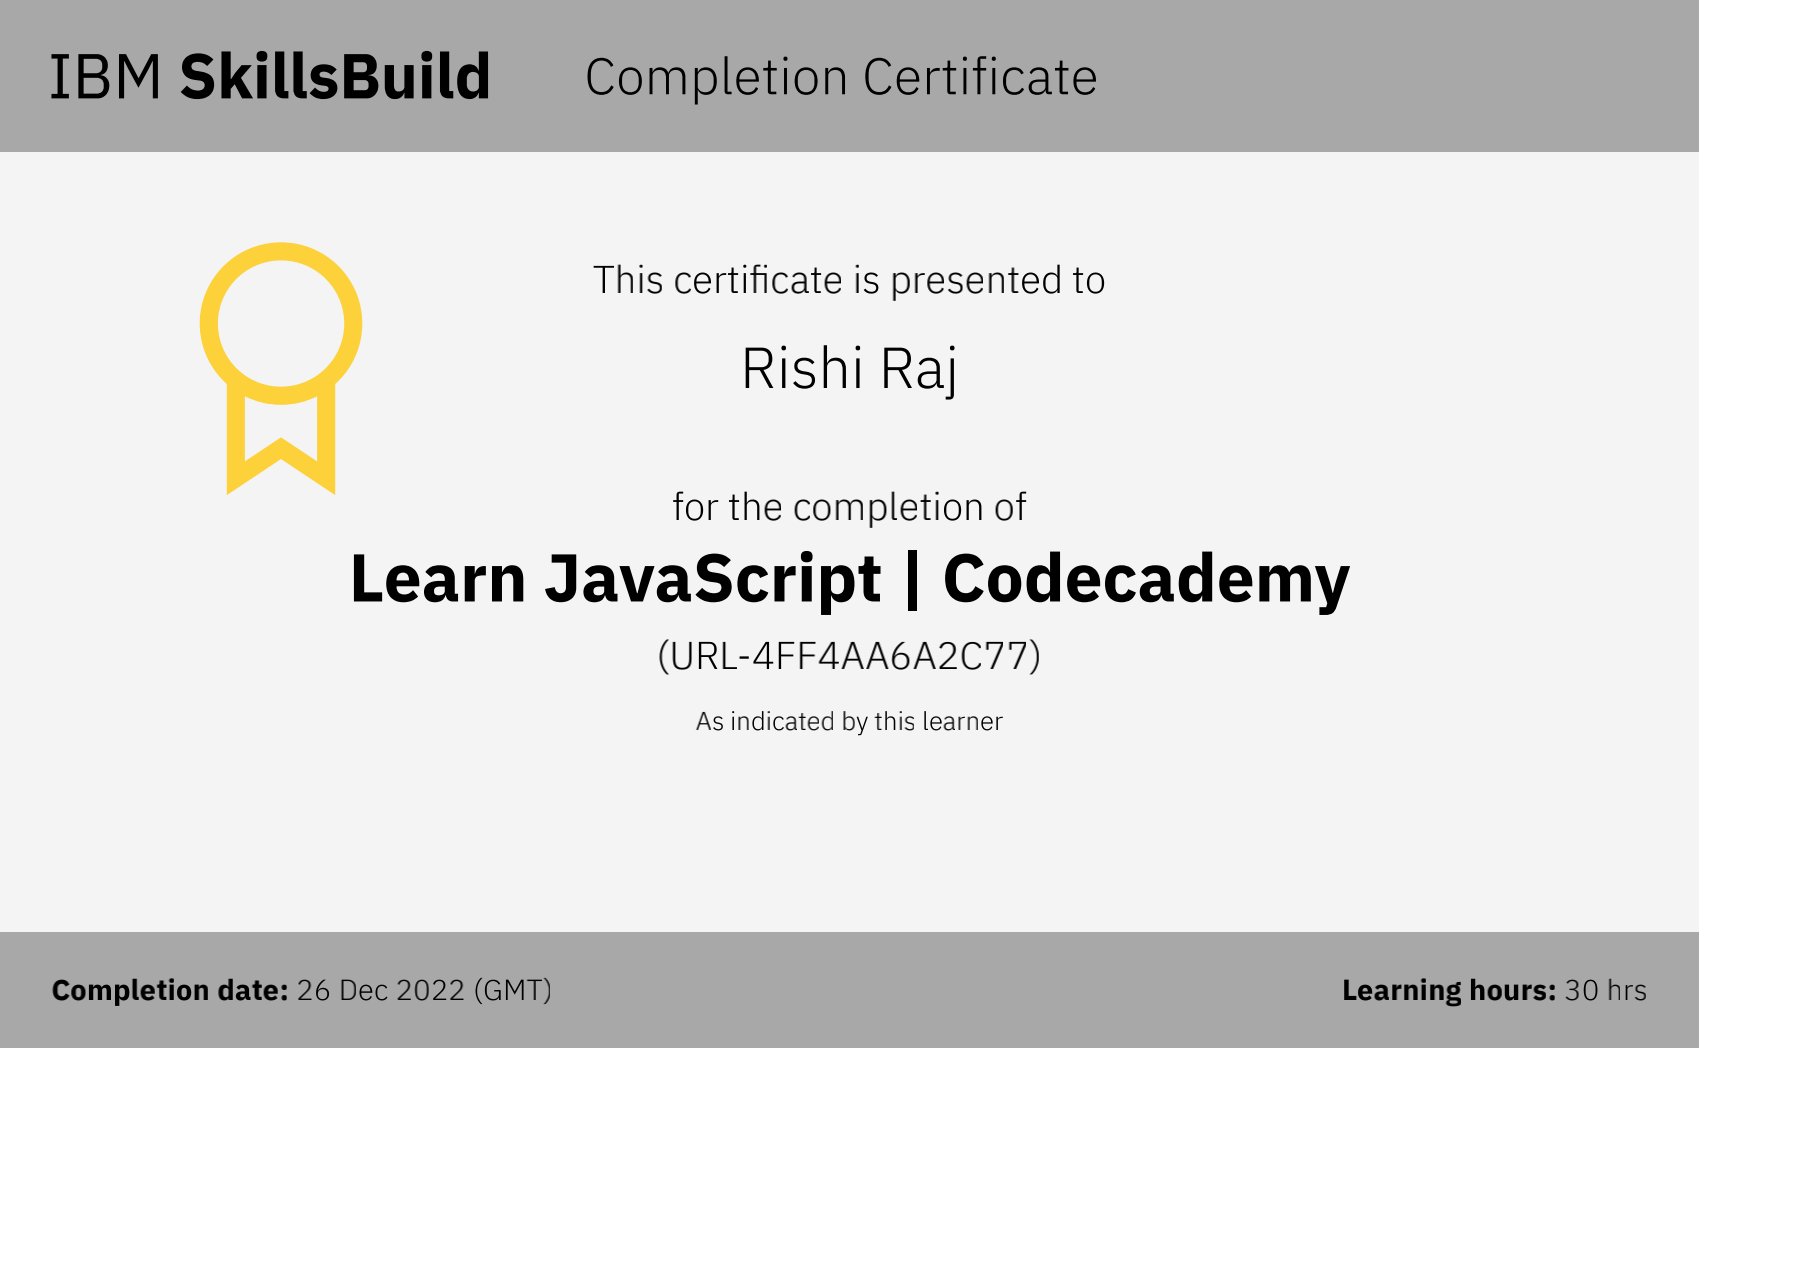 IBM SkillsBuild Completion Certificate
This certificate is presented to
Rishi Raj
for the completion of
Learn JavaScript | Codecademy
(URL-4FF4AA6A2C77)
As indicated by this learner
Completion date: 26 Dec 2022 (GMT) Learning hours: 30 hrs